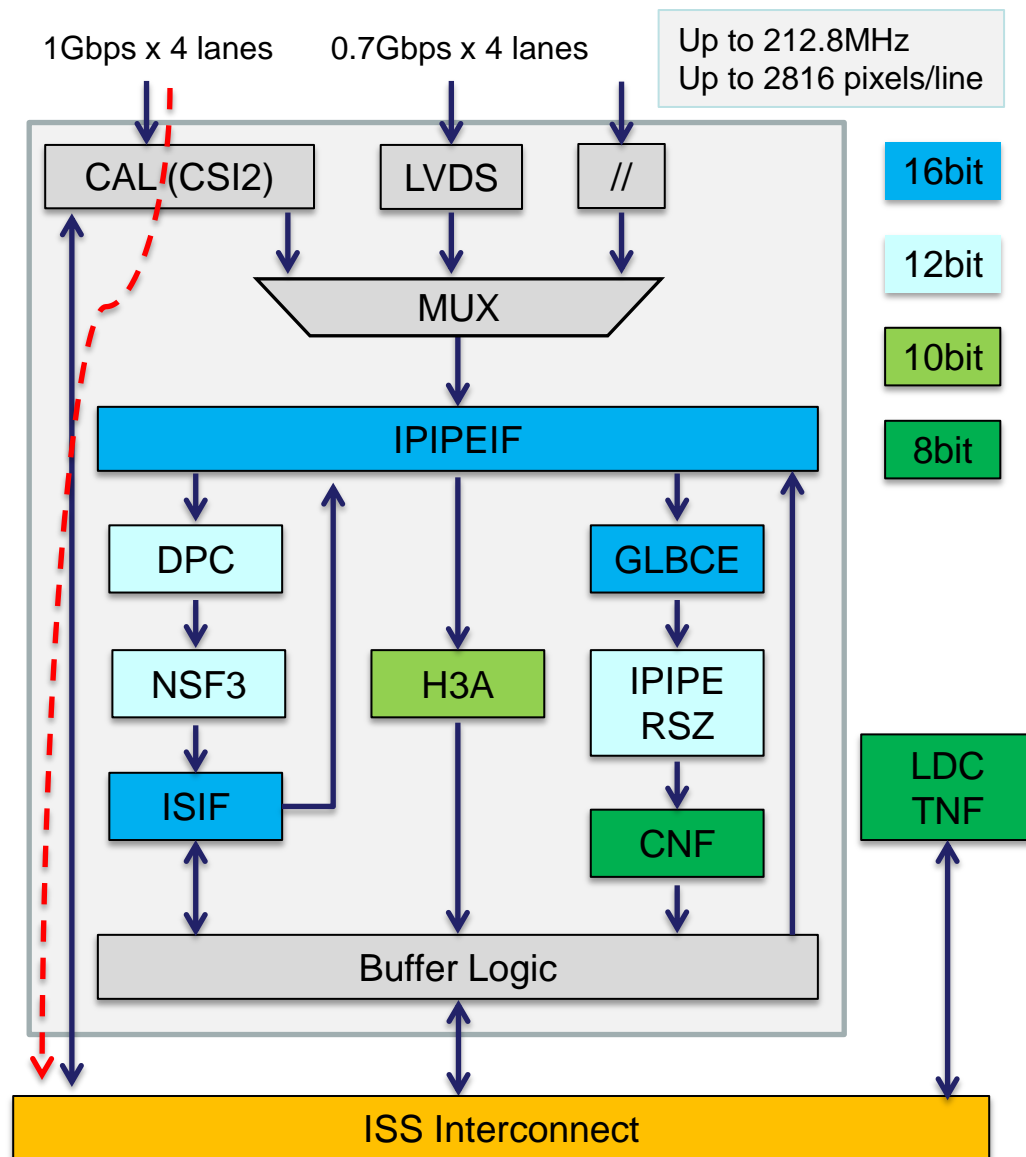 1Gbps x 4 lanes
0.7Gbps x 4 lanes
Up to 212.8MHz
Up to 2816 pixels/line
CAL (CSI2)
LVDS
//
16bit
12bit
10bit
8bit
MUX
IPIPEIF
DPC
GLBCE
NSF3
H3A
IPIPE
RSZ
ISIF
CNF
LDC
TNF
Buffer Logic
ISS Interconnect